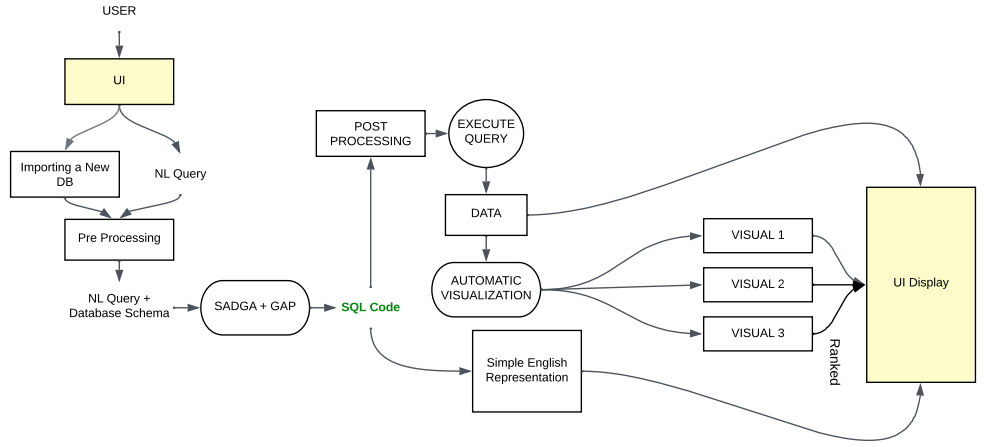 USER
UI
Importing a New
DB
NL Query
Pre Processing
NL Query +
Database Schema
SADGA + GAP
SQL Code
POST
PROCESSING
EXECUTE
QUERY
DATA
AUTOMATIC
VISUALIZATION
Simple English
Representation
VISUAL 1
VISUAL 2
VISUAL 3
Ranked
UI Display